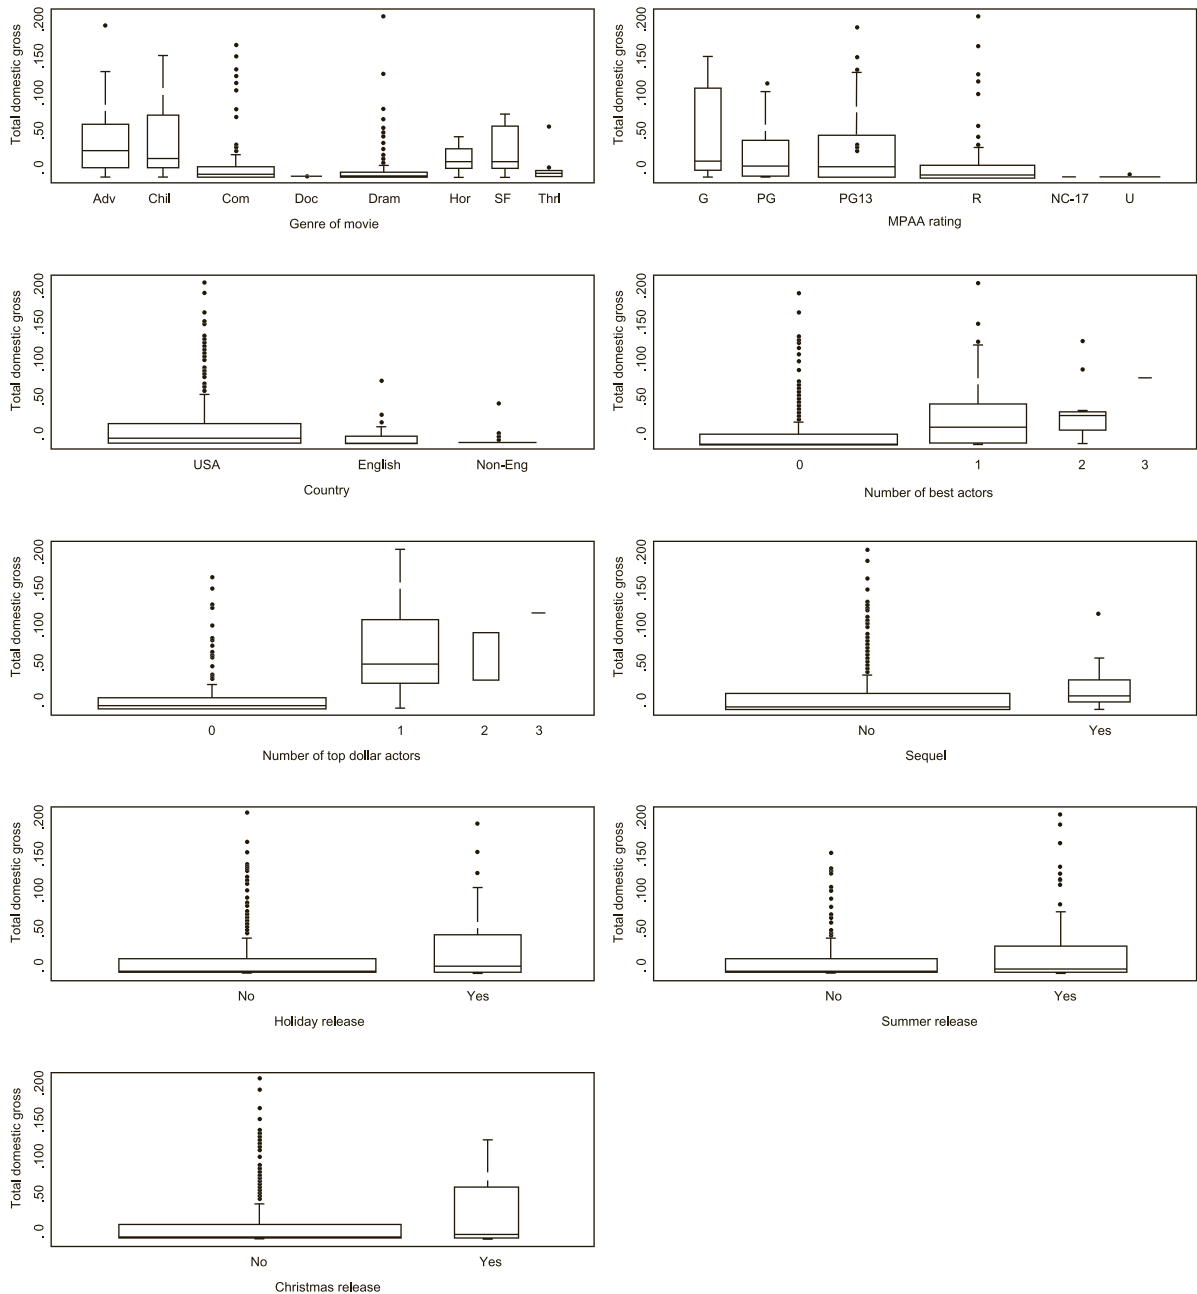 Total domestic gross
200
150
100
50
0
Adv Chil Com Doc Dram Hor SF Thrl
Genre of movie
Total domestic gross
200
150
100
50
0
G PG PG13 R NC-17 U
MPAA rating
Total domestic gross
200
150
100
50
0
USA English Non-Eng
Country
Total domestic gross
200
150
100
50
0
0 1 2 3
Number of best actors
Total domestic gross
200
150
100
50
0
0 1 2 3
Number of top dollar actors
Total domestic gross
200
150
100
50
0
No Yes
Sequel
Total domestic gross
200
150
100
50
0
No Yes
Holiday release
Total domestic gross
200
150
100
50
0
No Yes
Summer release
Total domestic gross
200
150
100
50
0
No Yes
Christmas release